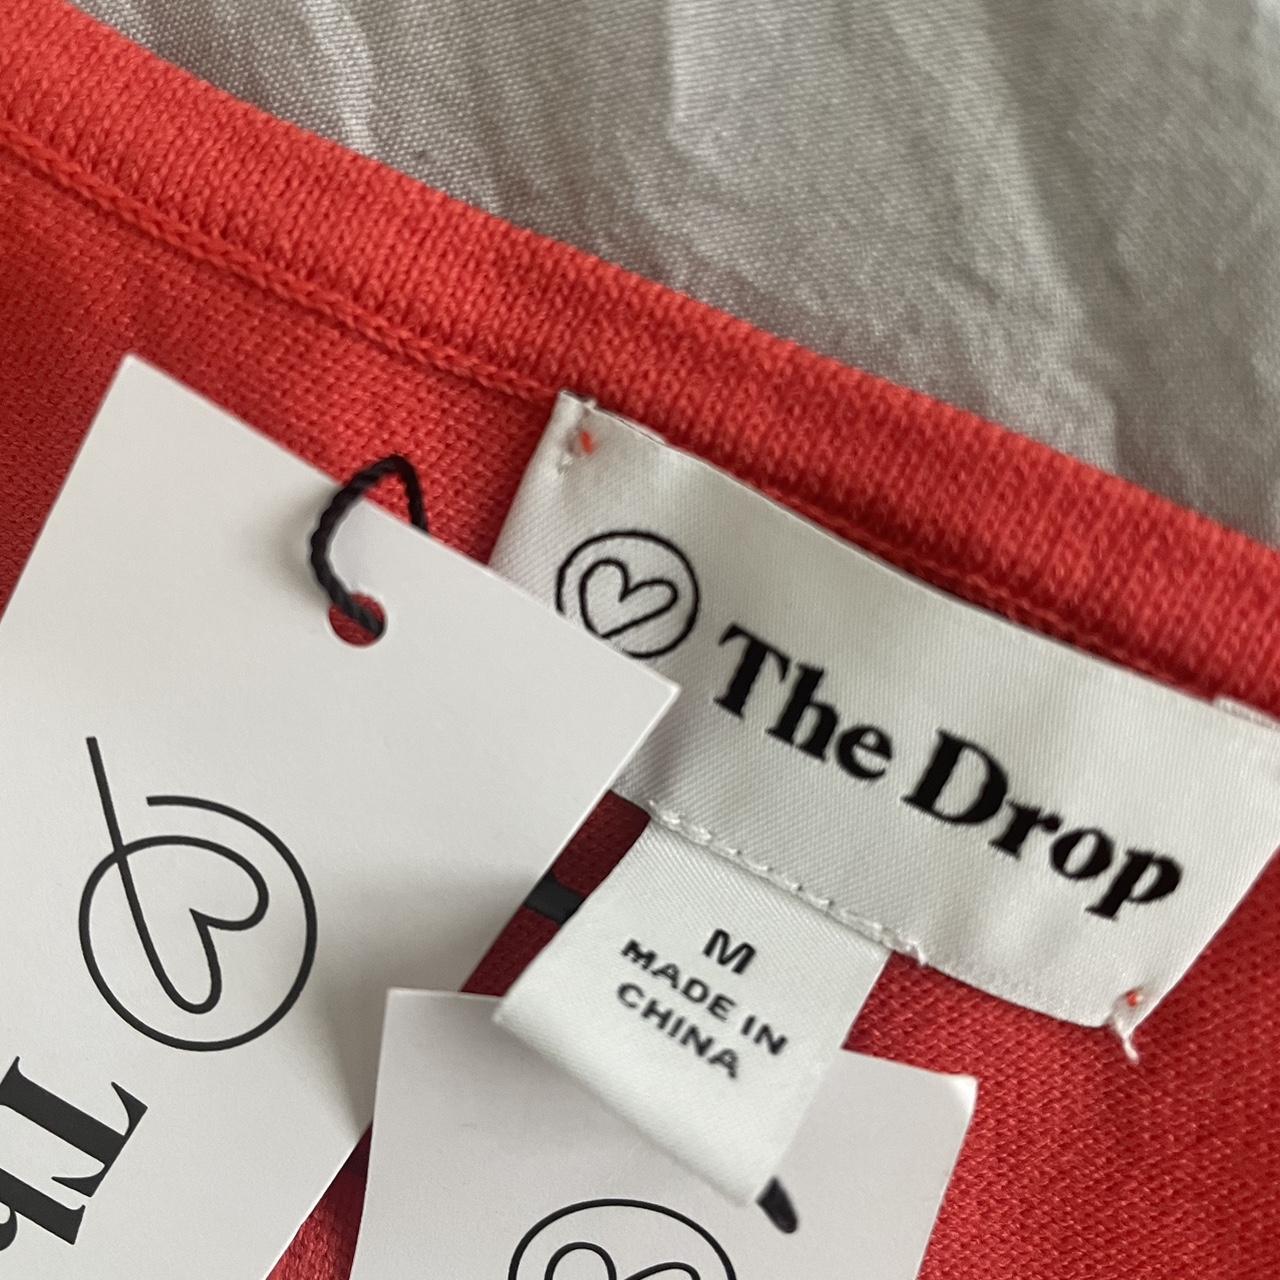 The Drop
M
MADE IN
CHINA